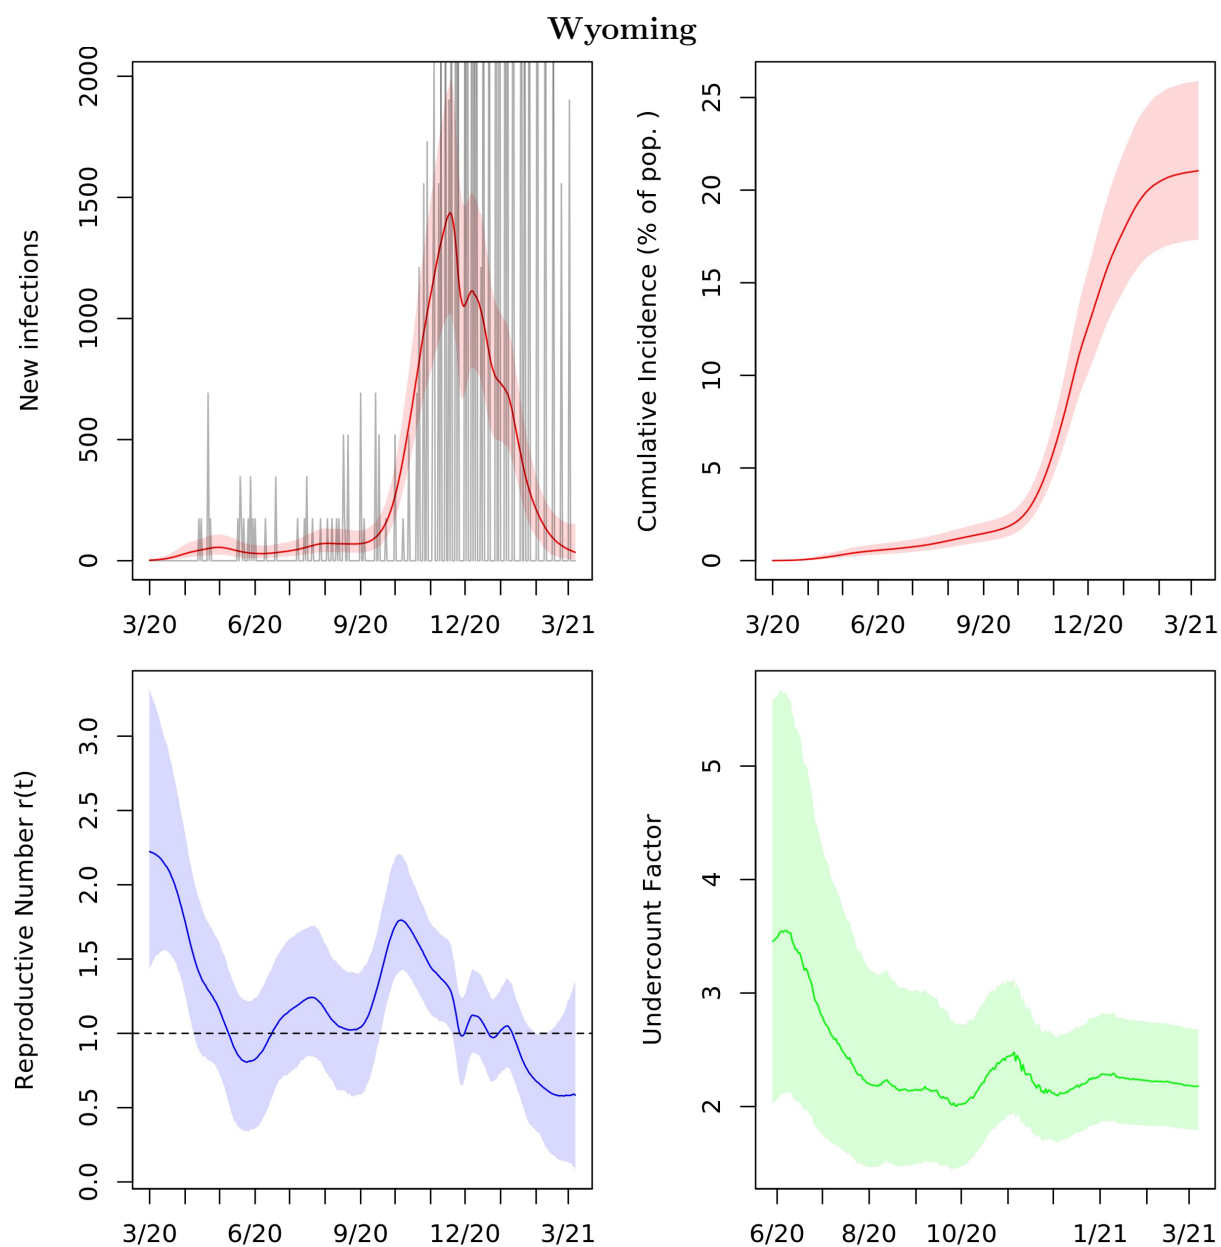 Wyoming
New infections
2000
1500
1000
500
0
3/20 6/20 9/20 12/20 3/21
Cumulative Incidence (% of pop. )
25
20
15
10
5
0
3/20 6/20 9/20 12/20 3/21
Reproductive Number r(t)
3.0
2.5
2.0
1.5
1.0
0.5
0.0
3/20 6/20 9/20 12/20 3/21
Undercount Factor
5
4
3
2
6/20 8/20 10/20 1/21 3/21